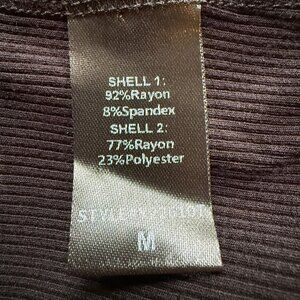 SHELL 1:
92%Rayon
8%Spandex
SHELL 2:
77%Rayon
23%Polyester
M